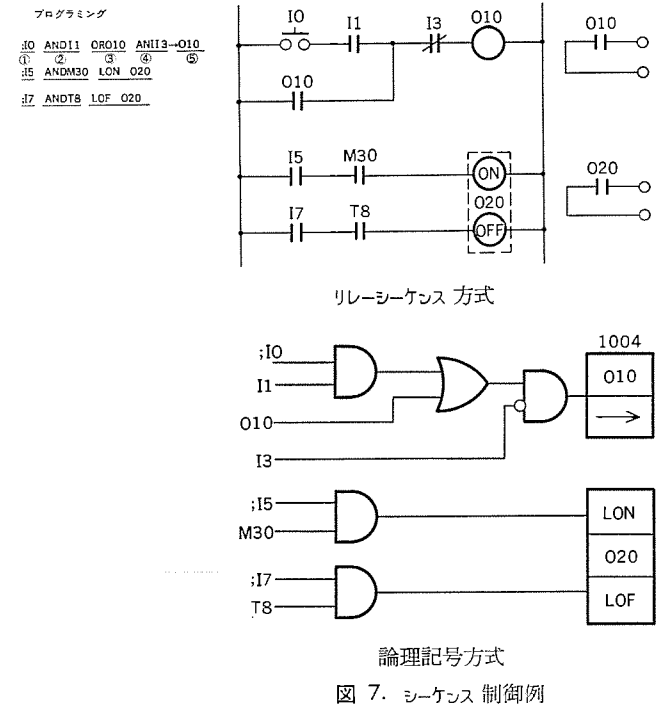 プログラミング
;I0 ANDI1 ORO10 ANII3→O10
① ② ③ ④ ⑤
;I5 ANDM30 LON O20
;I7 ANDT8 LOF O20
I0 I1 I3 O10 O10
O10
I5 M30 ON O20
O20
I7 T8 OFF
リレーシーケンス 方式
;I0
I1
O10
I3
1004
O10
→
;I5
M30
LON
O20
;I7
T8
LOF
論理記号方式
図 7. シーケンス 制御例